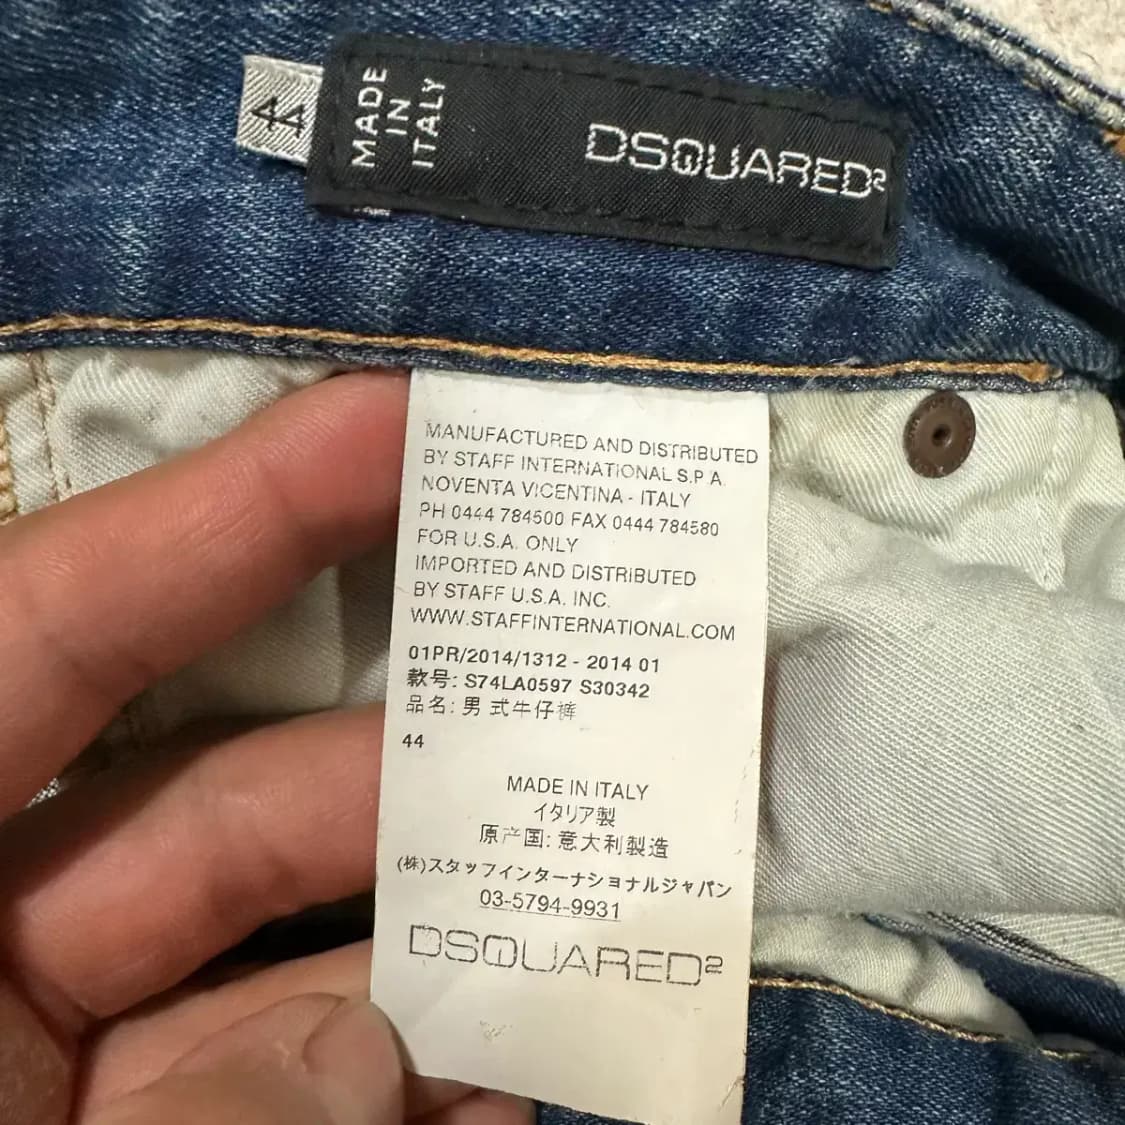 44
MADE
IN
ITALY
DSQUARED2
MANUFACTURED AND DISTRIBUTED
BY STAFF INTERNATIONAL S.P.A.
NOVENTA VICENTINA - ITALY
PH 0444 784500 FAX 0444 784580
FOR U.S.A. ONLY
IMPORTED AND DISTRIBUTED
BY STAFF U.S.A. INC.
WWW.STAFFINTERNATIONAL.COM
01PR/2014/1312 - 2014 01
款号: S74LA0597 S30342
品名: 男 式牛仔裤
44
MADE IN ITALY
イタリア製
原产国: 意大利製造
(株)スタッフインターナショナルジャパン
03-5794-9931
DSQUARED2